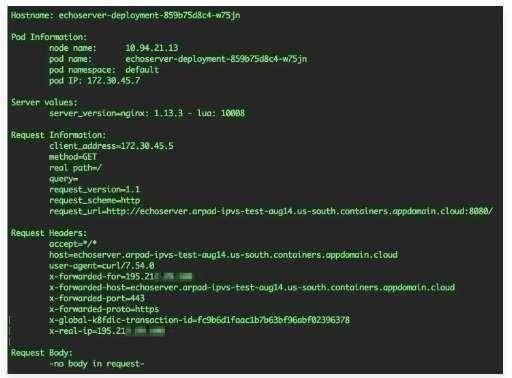 Hostname: echoserver-deployment-859b75d8c4-w75jn
Pod Information:
node name: 10.94.21.13
pod name: echoserver-deployment-859b75d8c4-w75jn
pod namespace: default
pod IP: 172.30.45.7
Server values:
server_version=nginx: 1.13.3 - lua: 10008
Request Information:
client_address=172.30.45.5
method=GET
real path=/
query=
request_version=1.1
request_scheme=http
request_uri=http://echoserver.arpad-ipvs-test-aug14.us-south.containers.appdomain.cloud:8080/
Request Headers:
accept=*/*
host=echoserver.arpad-ipvs-test-aug14.us-south.containers.appdomain.cloud
user-agent=curl/7.54.0
x-forwarded-for=195.21
x-forwarded-host=echoserver.arpad-ipvs-test-aug14.us-south.containers.appdomain.cloud
x-forwarded-port=443
x-forwarded-proto=https
x-global-k8fdic-transaction-id=fc9b6d1faac1b7b63bf96abf02396378
x-real-ip=195.21
Request Body:
-no body in request-